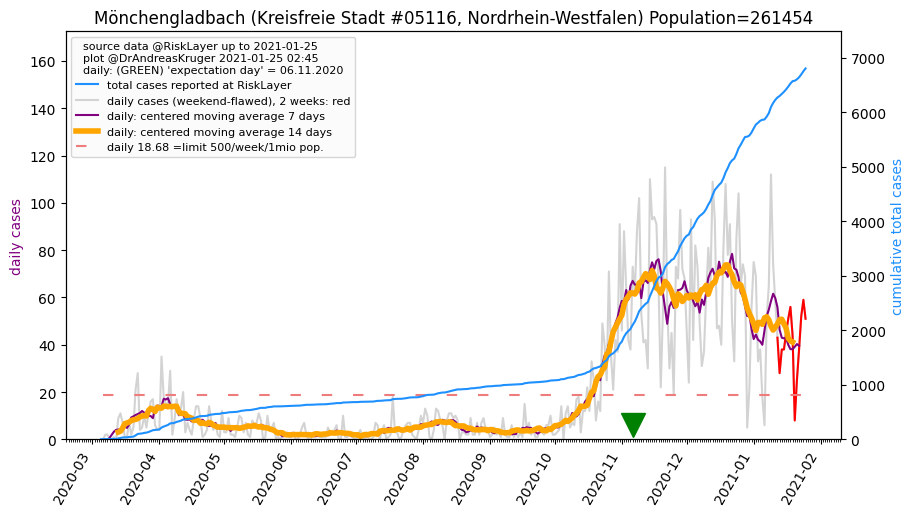 Mönchengladbach (Kreisfreie Stadt #05116, Nordrhein-Westfalen) Population=261454
source data @RiskLayer up to 2021-01-25
plot @DrAndreasKruger 2021-01-25 02:45
daily: (GREEN) 'expectation day' = 06.11.2020
total cases reported at RiskLayer
daily cases (weekend-flawed), 2 weeks: red
daily: centered moving average 7 days
daily: centered moving average 14 days
daily 18.68 =limit 500/week/1mio pop.
daily cases
160
140
120
100
80
60
40
20
0
7000
6000
5000
4000
3000
2000
1000
0
cumulative total cases
2020-03
2020-04
2020-05
2020-06
2020-07
2020-08
2020-09
2020-10
2020-11
2020-12
2021-01
2021-02